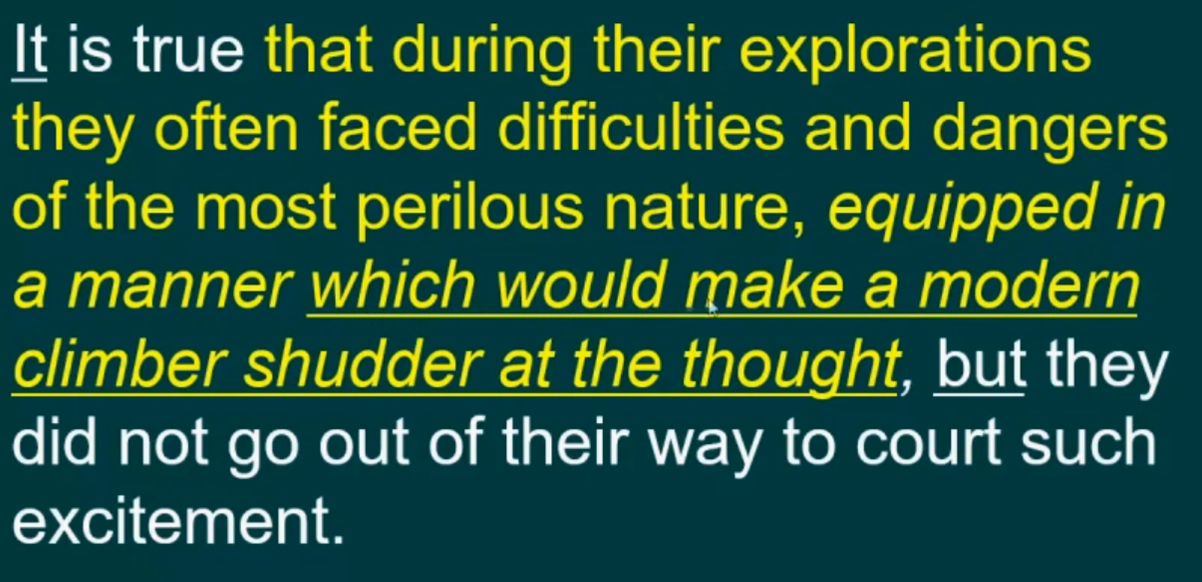 It is true that during their explorations
they often faced difficulties and dangers
of the most perilous nature, equipped in
a manner which would make a modern
climber shudder at the thought, but they
did not go out of their way to court such
excitement.